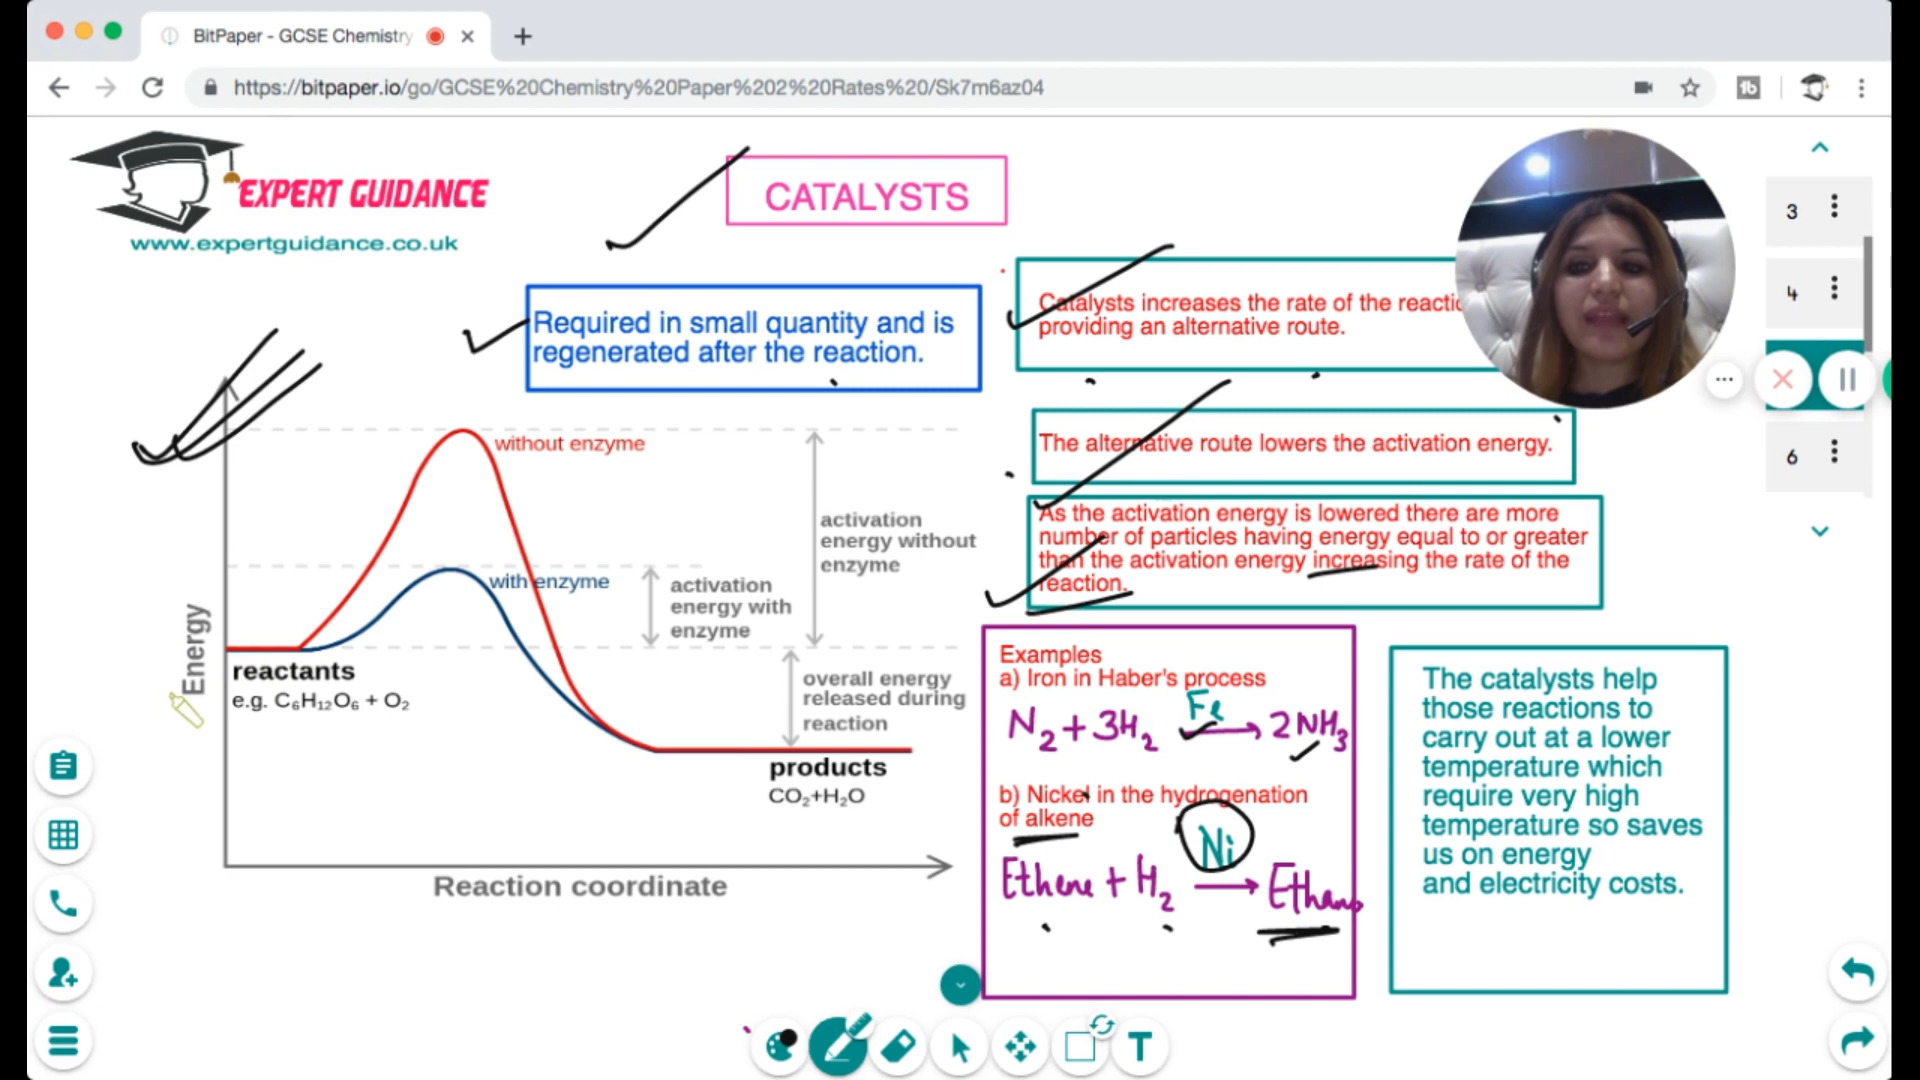 BitPaper - GCSE Chemistry
https://bitpaper.io/go/GCSE%20Chemistry%20Paper%202%20Rates%20/Sk7m6az04
EXPERT GUIDANCE
www.expertguidance.co.uk
CATALYSTS
Required in small quantity and is
regenerated after the reaction.
Catalysts increases the rate of the
providing an alternative route.
The alternative route lowers the activation energy.
As the activation energy is lowered there are more
number of particles having energy equal to or greater
than the activation energy increasing the rate of the
reaction.
without enzyme
with enzyme
activation
energy without
enzyme
activation
energy with
enzyme
overall energy
released during
reaction
Energy
reactants
e.g. C₆H₁₂O₆ + O₂
products
CO₂+H₂O
Reaction coordinate
Examples
a) Iron in Haber's process
Fe
N₂+3H₂ → 2NH₃
b) Nickel in the hydrogenation
of alkene
Ni
Ethene + H₂ → Ethane
The catalysts help
those reactions to
carry out at a lower
temperature which
require very high
temperature so saves
us on energy
and electricity costs.
3
4
6
T